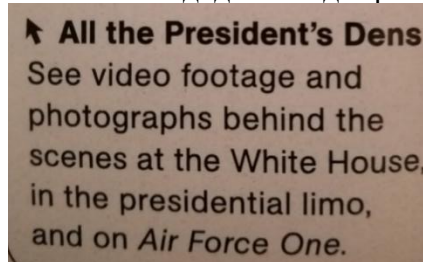 All the President's Dens
See video footage and
photographs behind the
scenes at the White House,
in the presidential limo,
and on Air Force One.